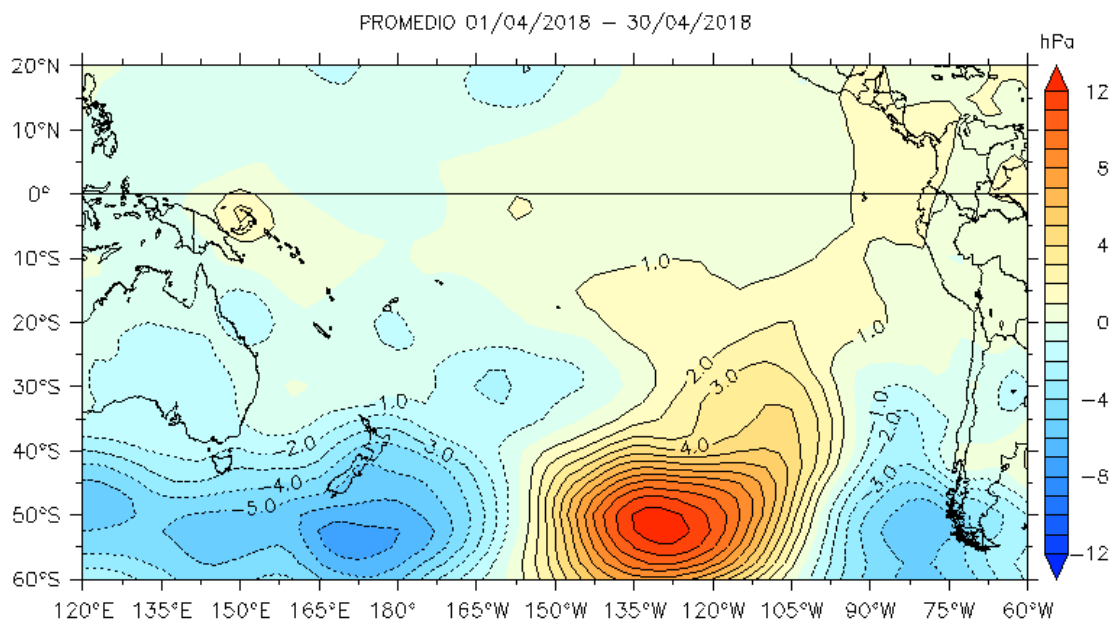 PROMEDIO 01/04/2018 – 30/04/2018
hPa
20°N
10°N
0°
10°S
20°S
30°S
40°S
50°S
60°S
1.0
1.0
2.0
3.0
4.0
-1.0
-2.0
-3.0
-4.0
-5.0
-1.0
-2.0
-3.0
12
8
4
0
-4
-8
-12
120°E 135°E 150°E 165°E 180° 165°W 150°W 135°W 120°W 105°W 90°W 75°W 60°W